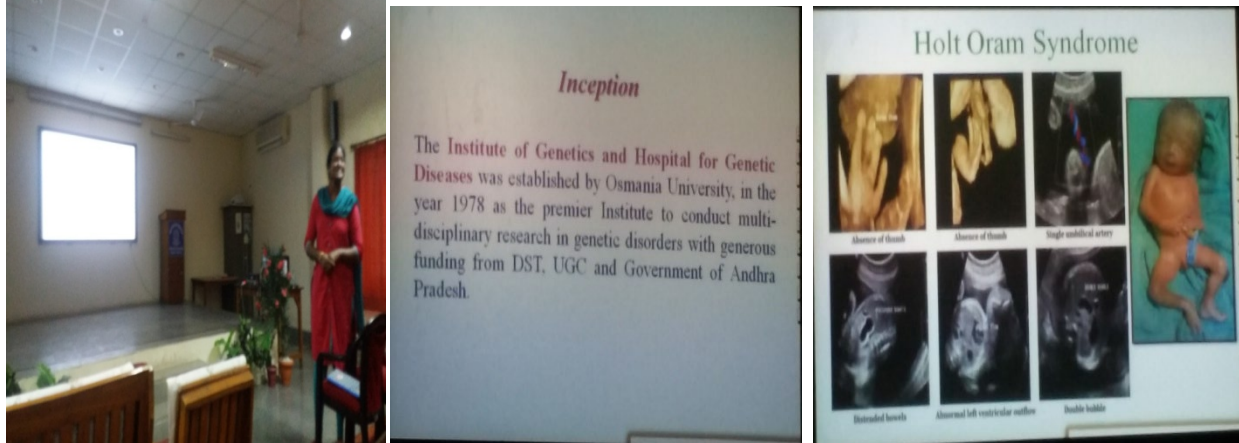 Inception
The Institute of Genetics and Hospital for Genetic
Diseases was established by Osmania University, in the
year 1978 as the premier Institute to conduct multi-
disciplinary research in genetic disorders with generous
funding from DST, UGC and Government of Andhra
Pradesh.
Holt Oram Syndrome
Absence of thumb
Absence of thumb
Single umbilical artery
Distended bowels
Abnormal left ventricular outflow
Double bubble